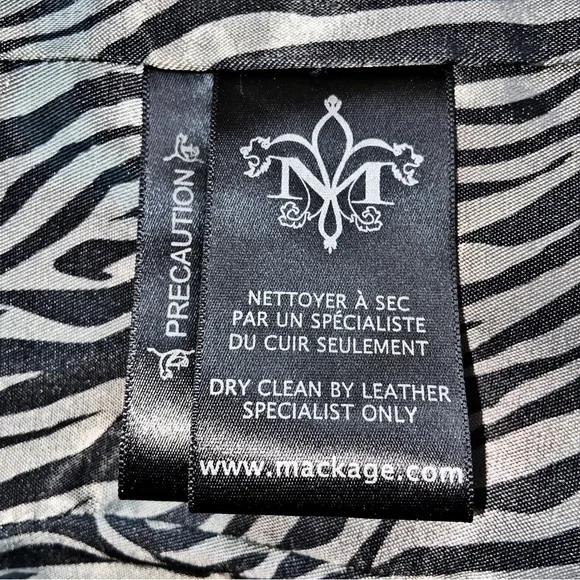 PRECAUTION
M
NETTOYER À SEC
PAR UN SPÉCIALISTE
DU CUIR SEULEMENT
DRY CLEAN BY LEATHER
SPECIALIST ONLY
www.mackage.com